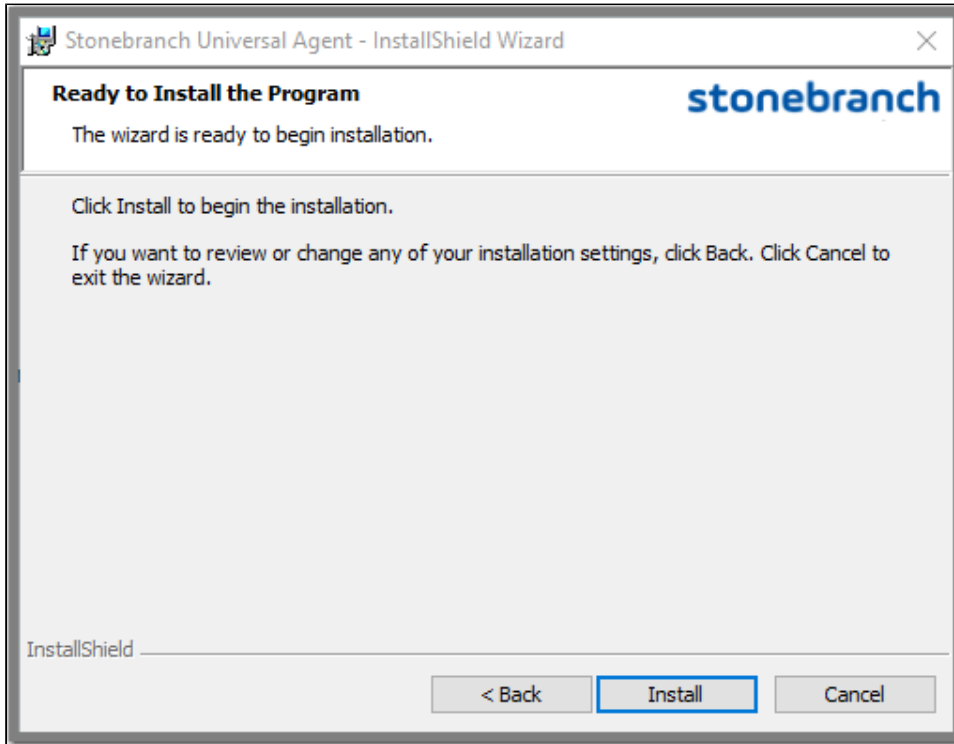 Stonebranch Universal Agent - InstallShield Wizard
Ready to Install the Program
stonebranch
The wizard is ready to begin installation.
Click Install to begin the installation.
If you want to review or change any of your installation settings, click Back. Click Cancel to
exit the wizard.
InstallShield
< Back
Install
Cancel